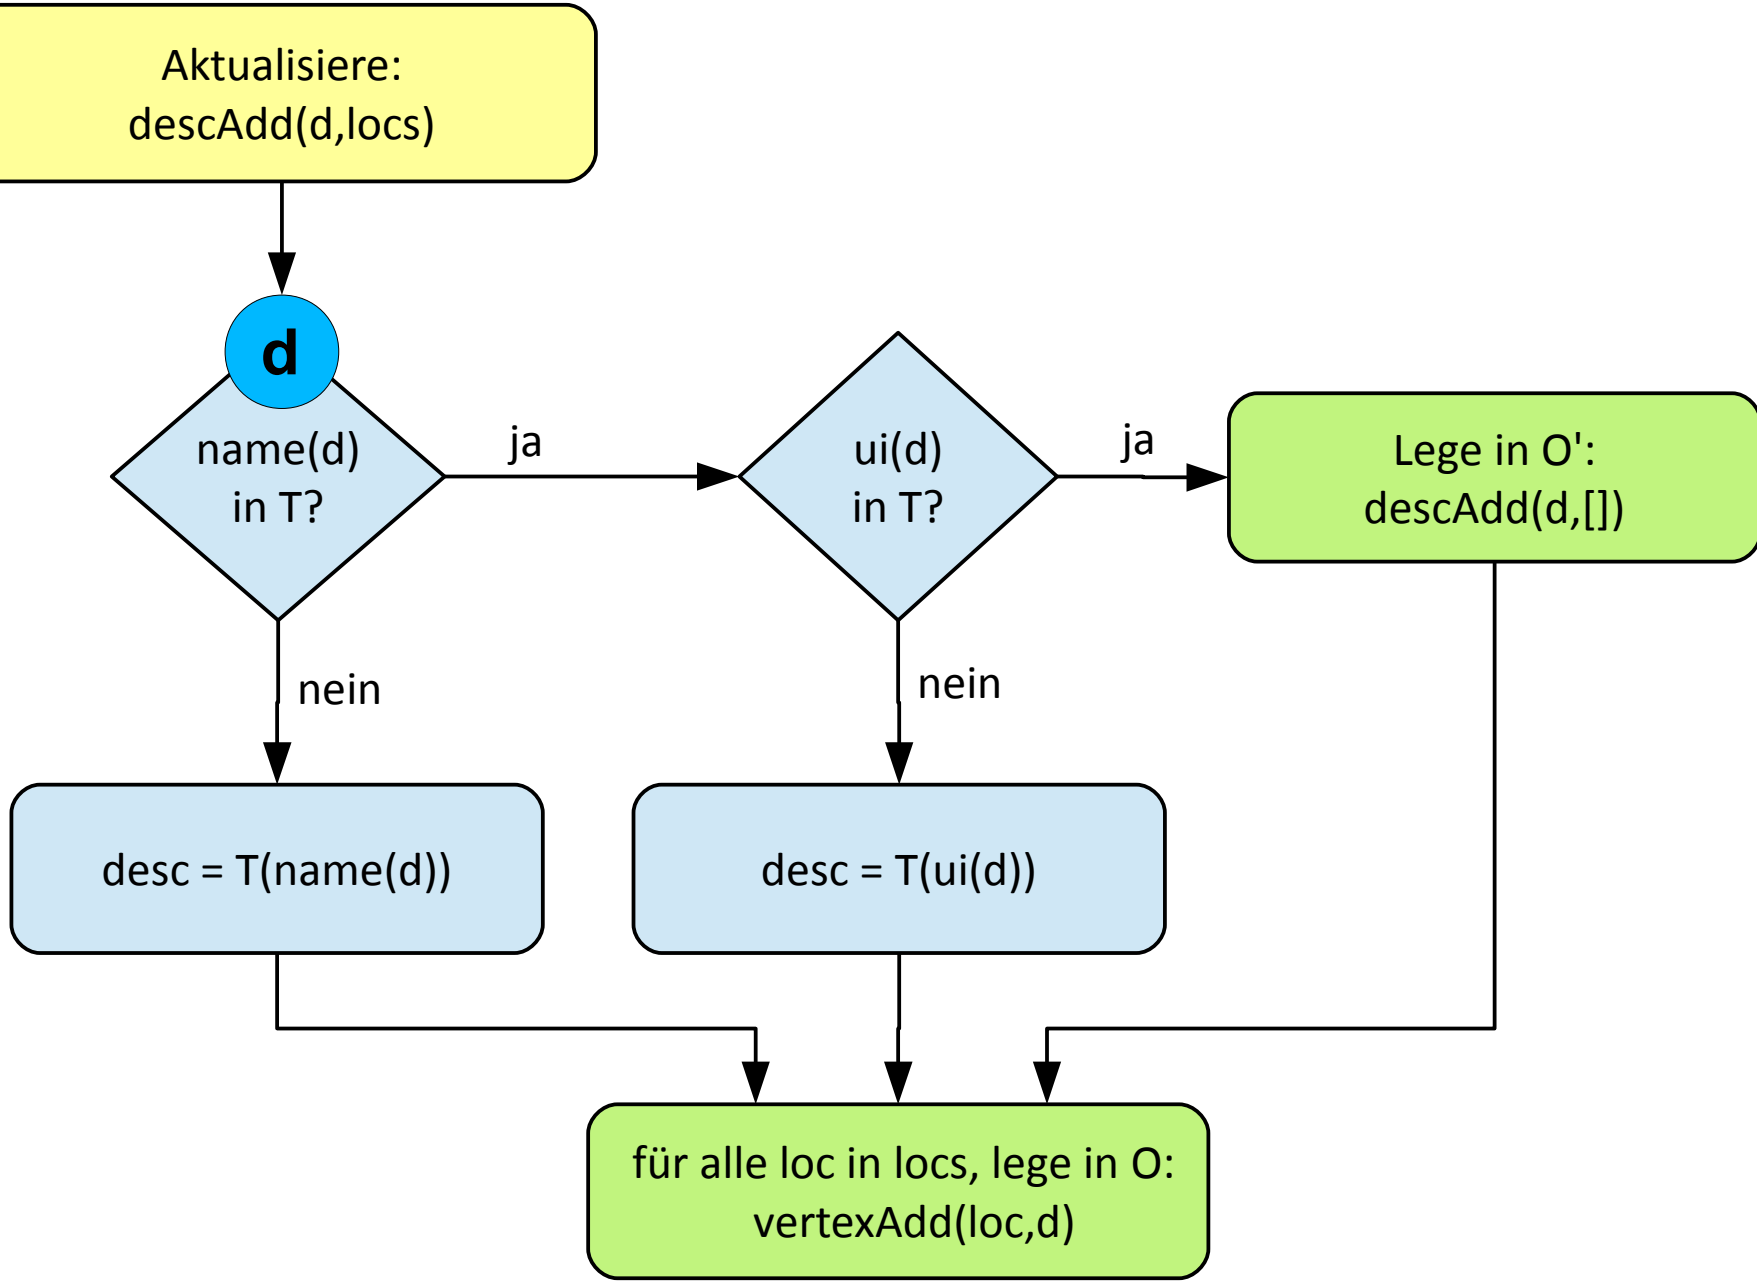 Aktualisiere:
descAdd(d,locs)
d
name(d)
in T?
ja
ui(d)
in T?
ja
Lege in O':
descAdd(d,[])
nein
nein
desc = T(name(d))
desc = T(ui(d))
für alle loc in locs, lege in O:
vertexAdd(loc,d)